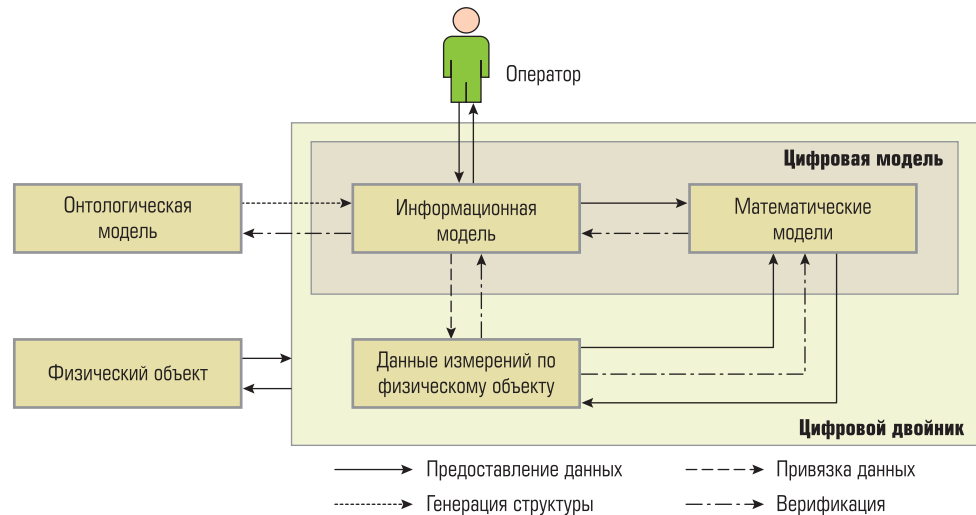 Оператор
Цифровая модель
Онтологическая
модель
Информационная
модель
Математические
модели
Физический объект
Данные измерений по
физическому объекту
Цифровой двойник
Предоставление данных
Привязка данных
Генерация структуры
Верификация